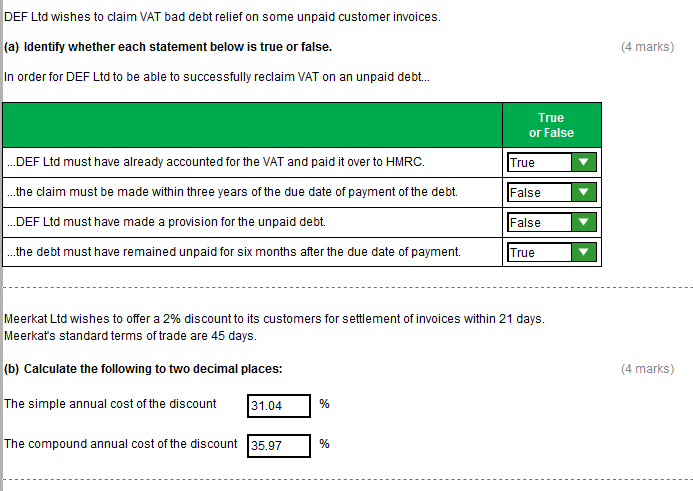 DEF Ltd wishes to claim VAT bad debt relief on some unpaid customer invoices.
(a) Identify whether each statement below is true or false. (4 marks)
In order for DEF Ltd to be able to successfully reclaim VAT on an unpaid debt...
True
or False
...DEF Ltd must have already accounted for the VAT and paid it over to HMRC. True
...the claim must be made within three years of the due date of payment of the debt. False
...DEF Ltd must have made a provision for the unpaid debt. False
...the debt must have remained unpaid for six months after the due date of payment. True
Meerkat Ltd wishes to offer a 2% discount to its customers for settlement of invoices within 21 days.
Meerkat's standard terms of trade are 45 days.
(b) Calculate the following to two decimal places: (4 marks)
The simple annual cost of the discount 31.04 %
The compound annual cost of the discount 35.97 %